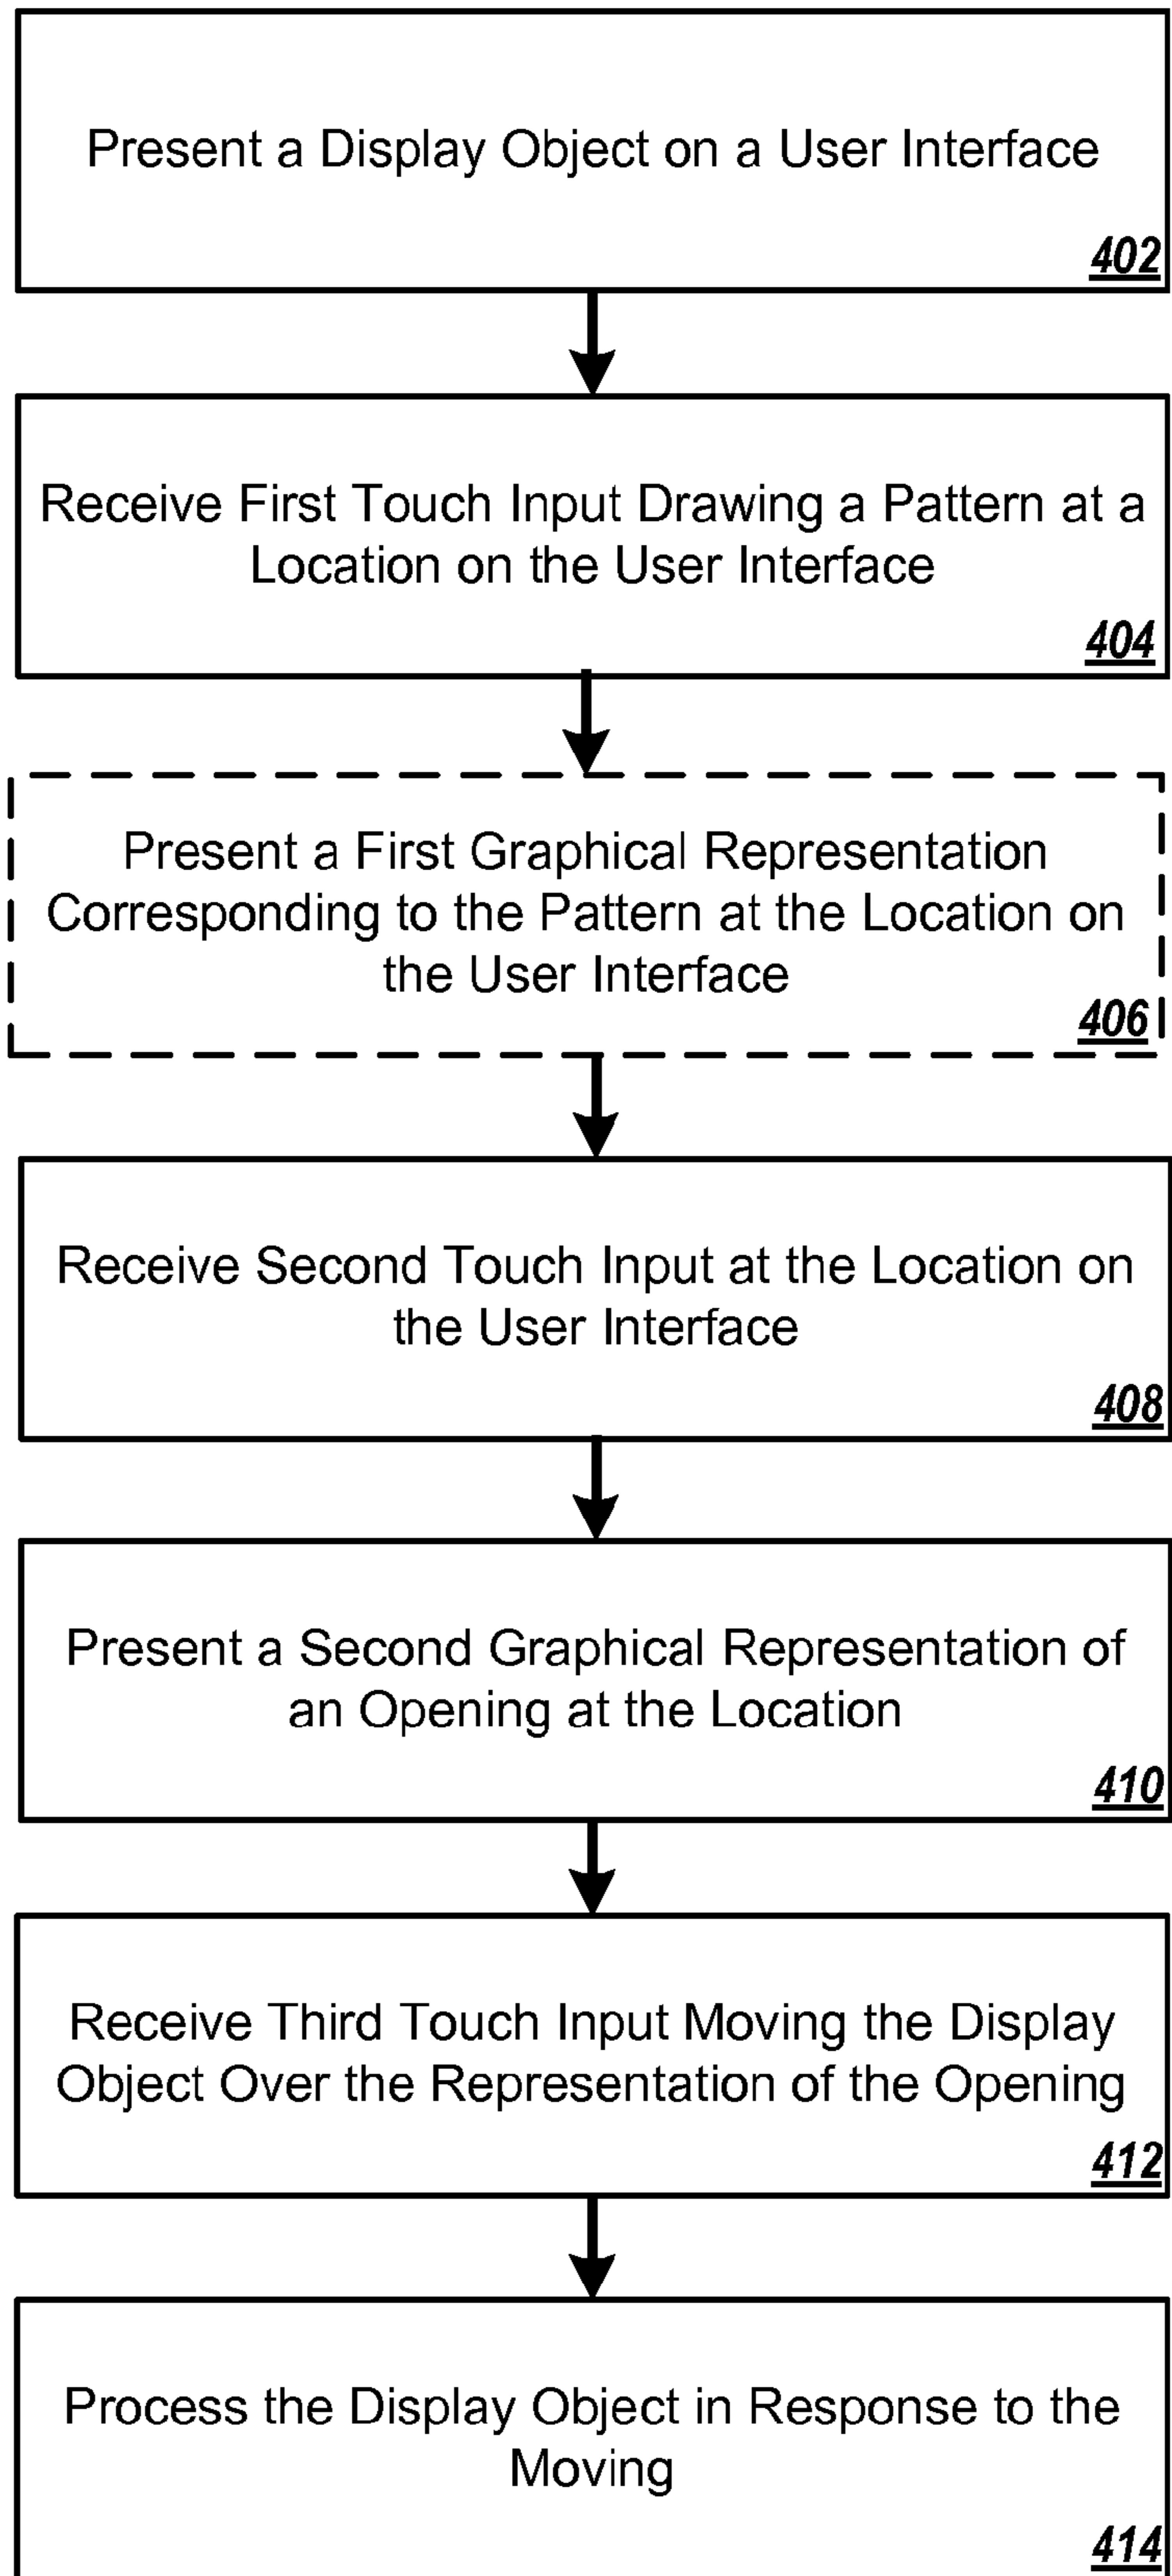 Present a Display Object on a User Interface
402
Receive First Touch Input Drawing a Pattern at a
Location on the User Interface
404
Present a First Graphical Representation
Corresponding to the Pattern at the Location on
the User Interface
406
Receive Second Touch Input at the Location on
the User Interface
408
Present a Second Graphical Representation of
an Opening at the Location
410
Receive Third Touch Input Moving the Display
Object Over the Representation of the Opening
412
Process the Display Object in Response to the
Moving
414